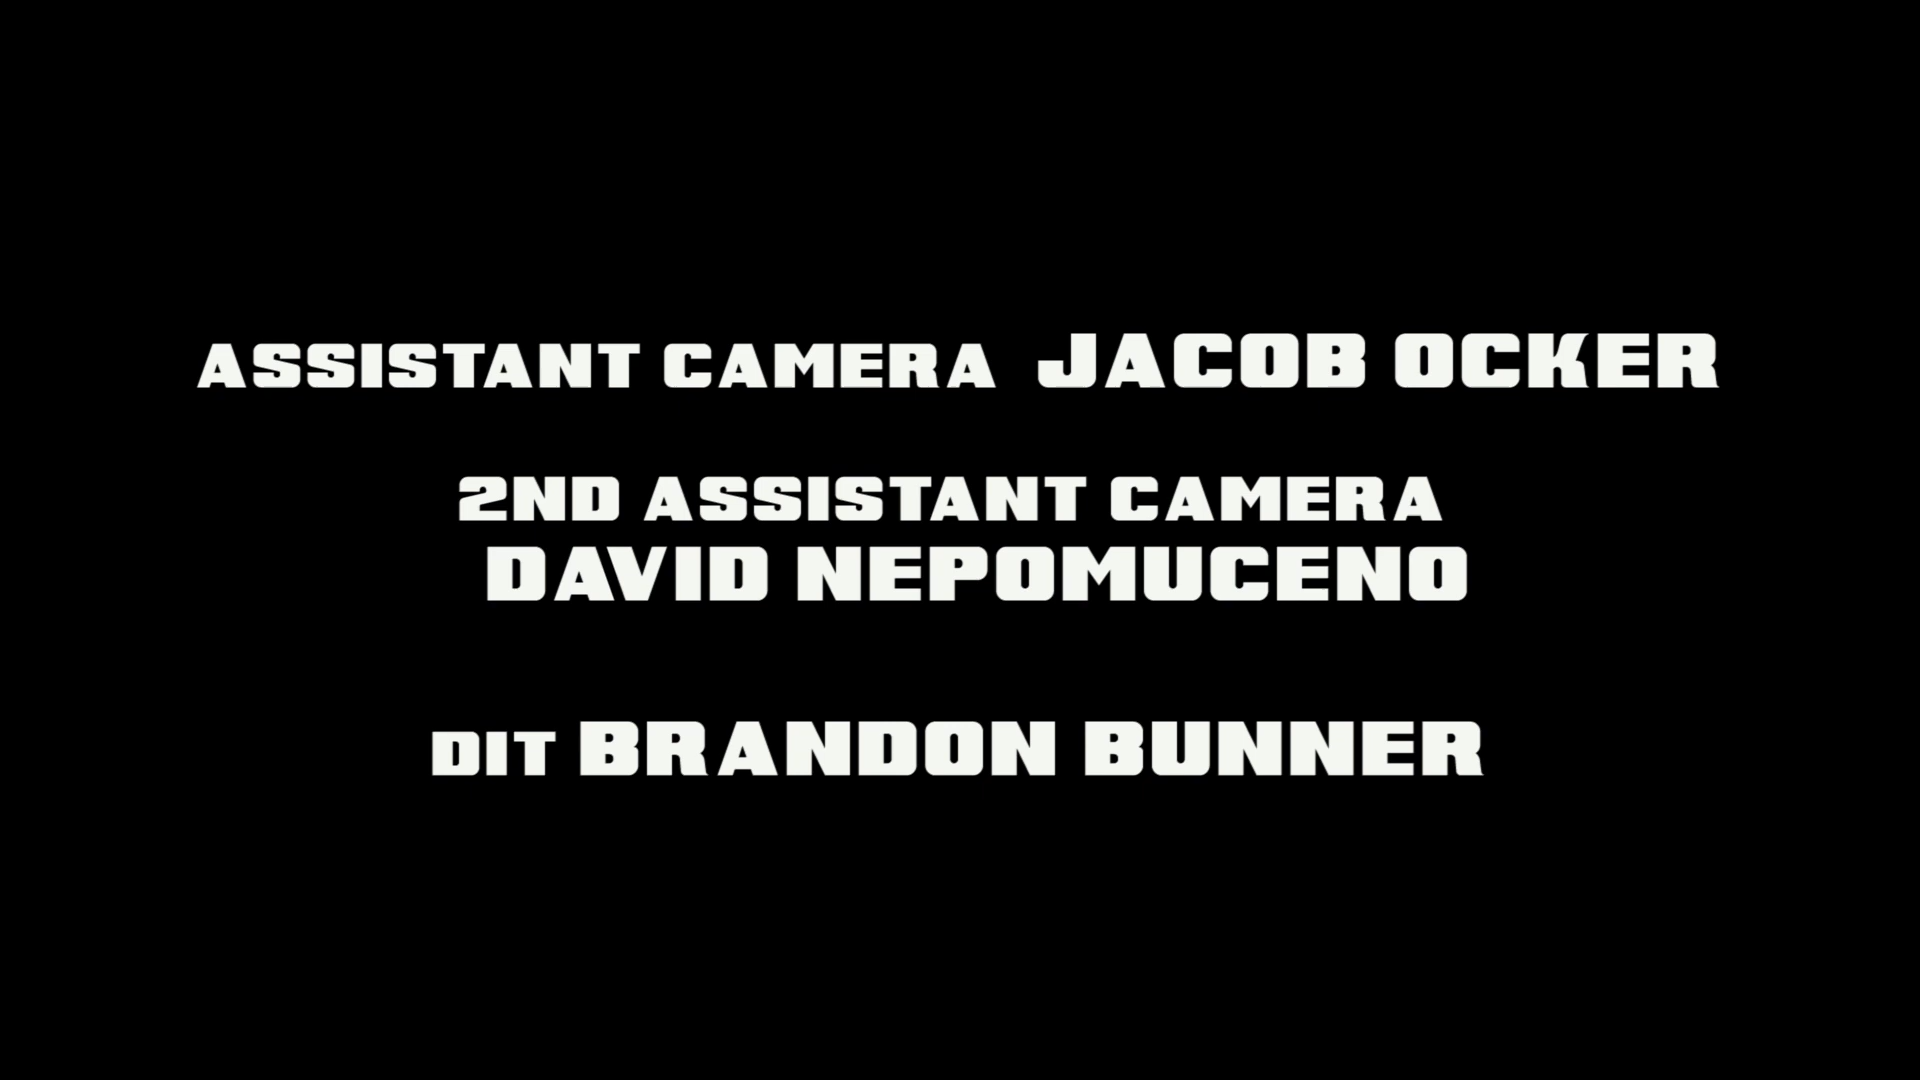 ASSISTANT CAMERA JACOB OCKER
2ND ASSISTANT CAMERA
DAVID NEPOMUCENO
DIT BRANDON BUNNER